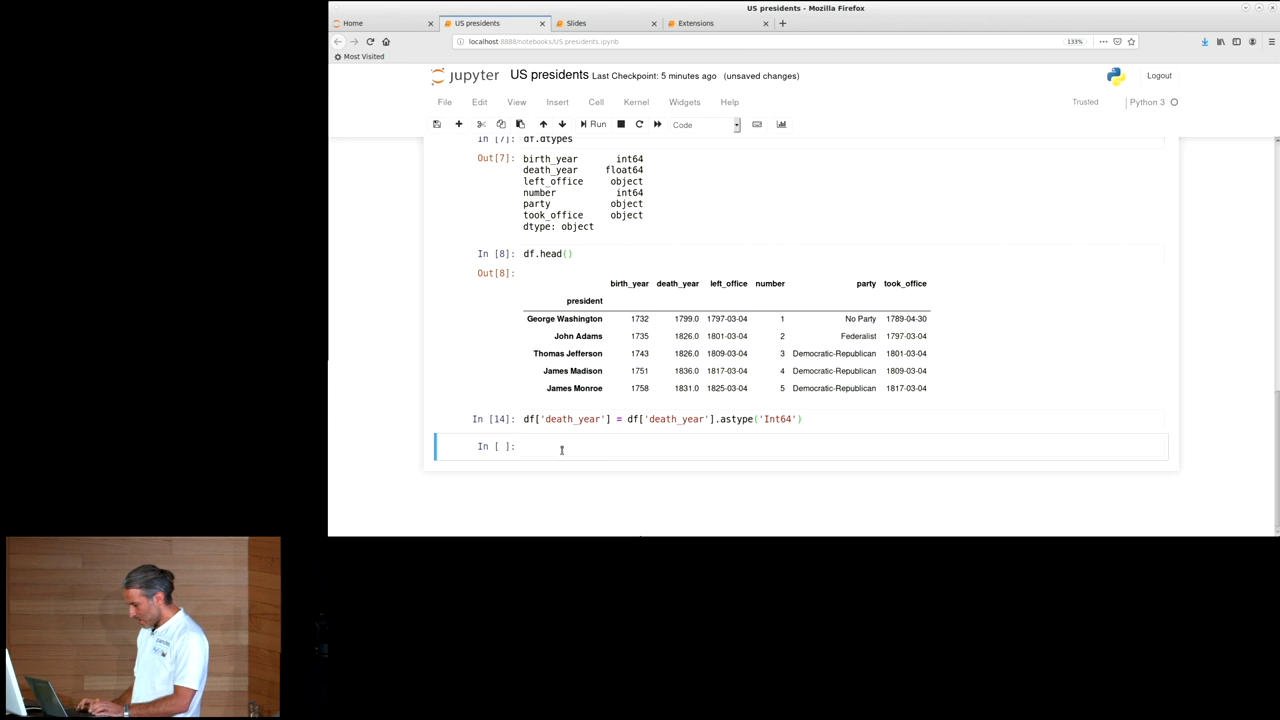 US presidents - Mozilla Firefox
Home US presidents Slides Extensions
localhost:8888/notebooks/US presidents.ipynb 133%
Most Visited
jupyter US presidents Last Checkpoint: 5 minutes ago (unsaved changes) Logout
File Edit View Insert Cell Kernel Widgets Help Trusted Python 3
Run Code
In [7]: df.dtypes
Out[7]: birth_year int64
death_year float64
left_office object
number int64
party object
took_office object
dtype: object
In [8]: df.head()
Out[8]:
birth_year death_year left_office number party took_office
president
George Washington 1732 1799.0 1797-03-04 1 No Party 1789-04-30
John Adams 1735 1826.0 1801-03-04 2 Federalist 1797-03-04
Thomas Jefferson 1743 1826.0 1809-03-04 3 Democratic-Republican 1801-03-04
James Madison 1751 1836.0 1817-03-04 4 Democratic-Republican 1809-03-04
James Monroe 1758 1831.0 1825-03-04 5 Democratic-Republican 1817-03-04
In [14]: df['death_year'] = df['death_year'].astype('Int64')
In [ ]: